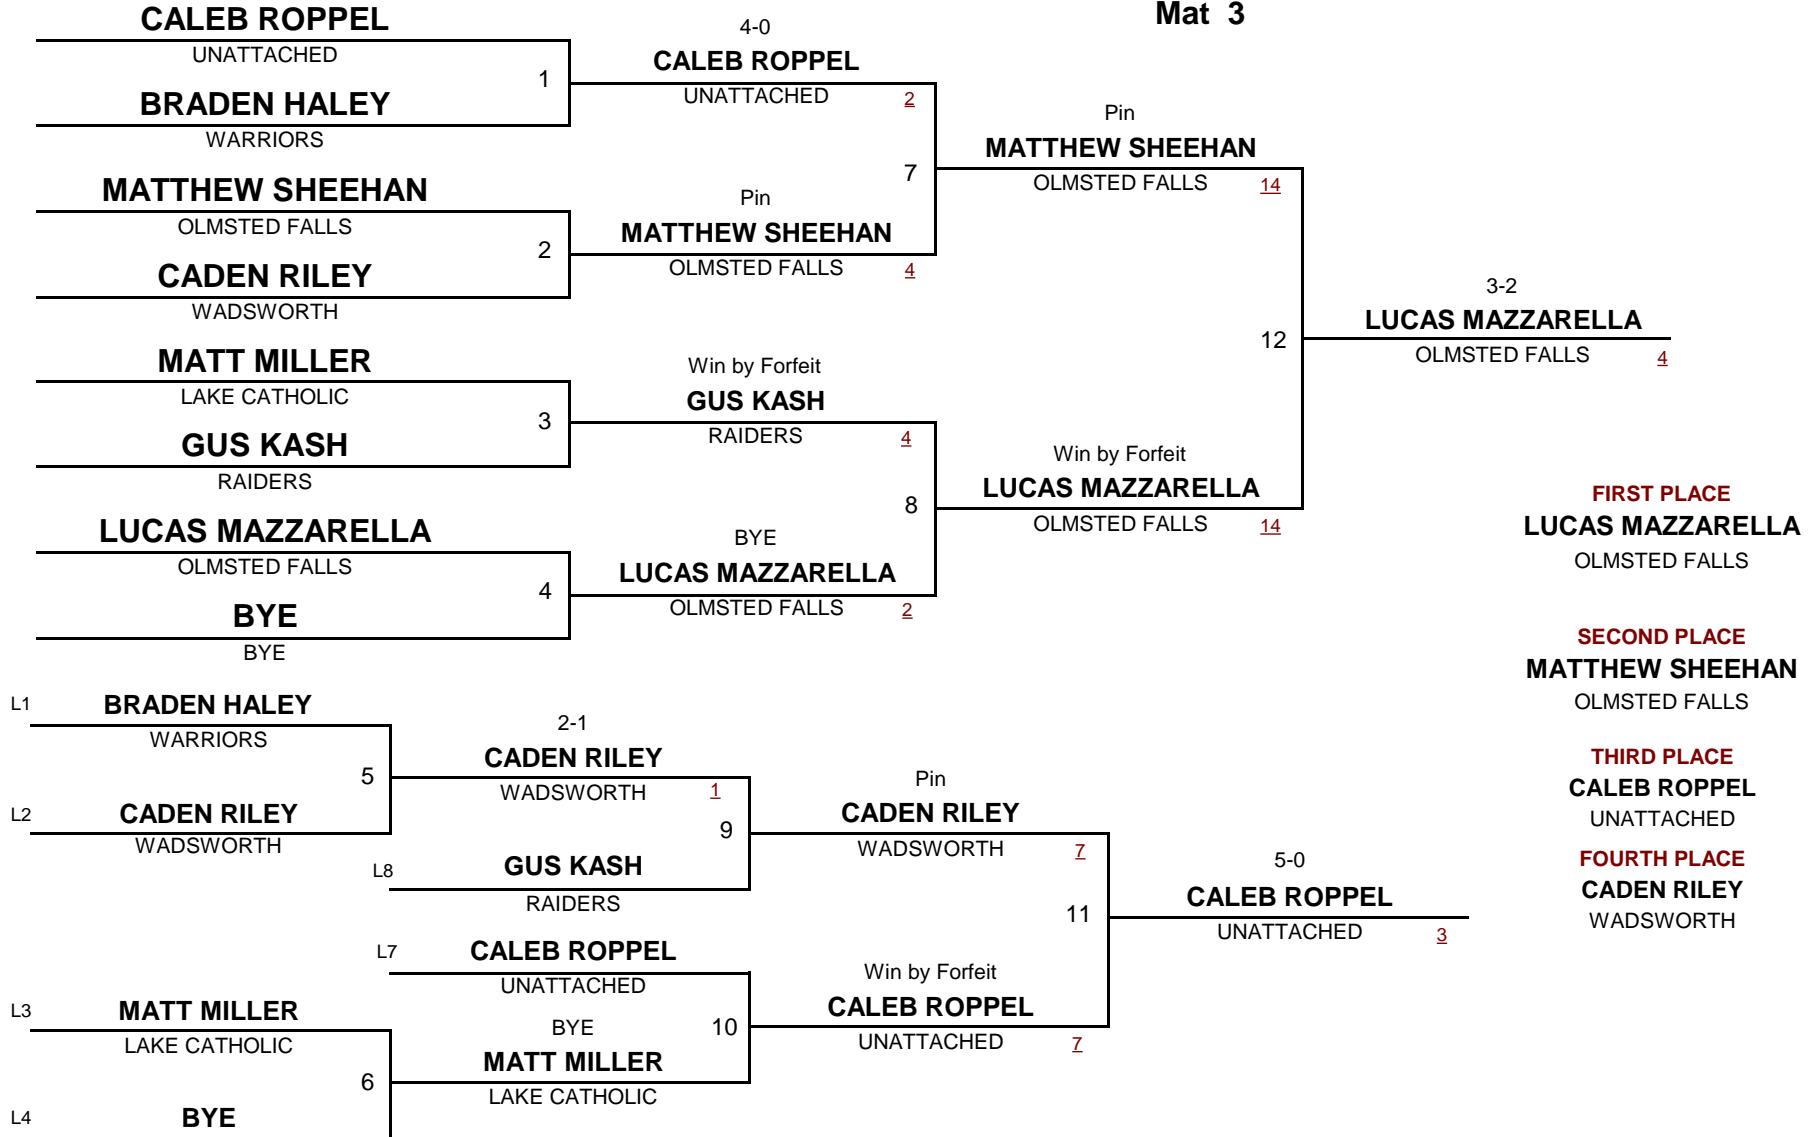 Mat 3
CALEB ROPPEL
UNATTACHED
1
BRADEN HALEY
WARRIORS
4-0
CALEB ROPPEL
UNATTACHED 2
MATTHEW SHEEHAN
OLMSTED FALLS
2
CADEN RILEY
WADSWORTH
Pin
MATTHEW SHEEHAN
OLMSTED FALLS 4
7
Pin
MATTHEW SHEEHAN
OLMSTED FALLS 14
MATT MILLER
LAKE CATHOLIC
3
GUS KASH
RAIDERS
Win by Forfeit
GUS KASH
RAIDERS 4
LUCAS MAZZARELLA
OLMSTED FALLS
4
BYE
BYE
BYE
LUCAS MAZZARELLA
OLMSTED FALLS 2
8
Win by Forfeit
LUCAS MAZZARELLA
OLMSTED FALLS 14
12
3-2
LUCAS MAZZARELLA
OLMSTED FALLS 4
FIRST PLACE
LUCAS MAZZARELLA
OLMSTED FALLS
SECOND PLACE
MATTHEW SHEEHAN
OLMSTED FALLS
THIRD PLACE
CALEB ROPPEL
UNATTACHED
FOURTH PLACE
CADEN RILEY
WADSWORTH
L1 BRADEN HALEY
WARRIORS
5
L2 CADEN RILEY
WADSWORTH
2-1
CADEN RILEY
WADSWORTH 1
9
L8 GUS KASH
RAIDERS
Pin
CADEN RILEY
WADSWORTH 7
L7 CALEB ROPPEL
UNATTACHED
L3 MATT MILLER
LAKE CATHOLIC
6
L4 BYE
BYE
MATT MILLER
LAKE CATHOLIC
10
Win by Forfeit
CALEB ROPPEL
UNATTACHED 7
11
5-0
CALEB ROPPEL
UNATTACHED 3